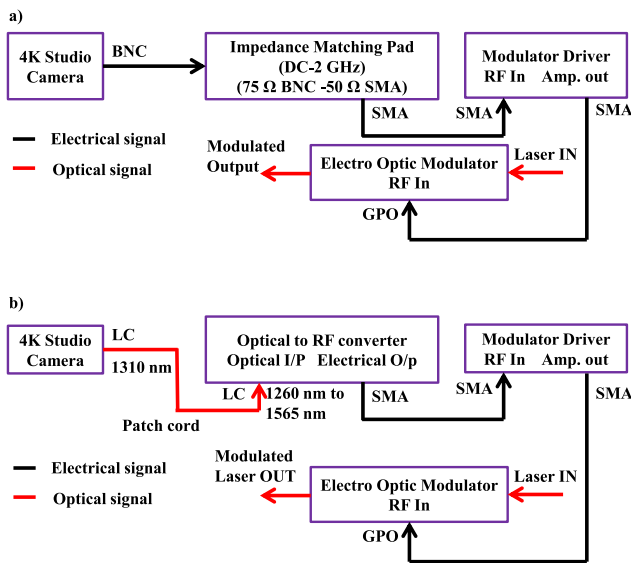 a)
4K Studio
Camera
BNC
Impedance Matching Pad
(DC-2 GHz)
(75 Ω BNC -50 Ω SMA)
Modulator Driver
RF In Amp. out
SMA
SMA
SMA
Electrical signal
Optical signal
Modulated
Output
Electro Optic Modulator
RF In
Laser IN
GPO
b)
4K Studio
Camera
LC
1310 nm
Patch cord
Optical to RF converter
Optical I/P Electrical O/p
LC
1260 nm to
1565 nm
SMA
SMA
Modulator Driver
RF In Amp. out
SMA
Electrical signal
Optical signal
Modulated
Laser OUT
Electro Optic Modulator
RF In
Laser IN
GPO